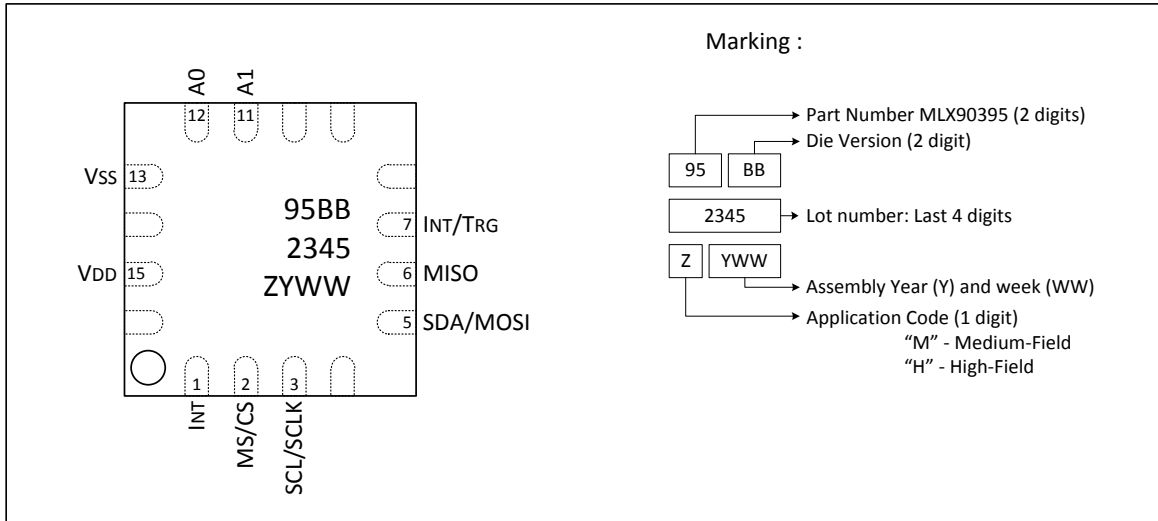 Marking :
A0
A1
12
11
VSS
13
95BB
2345
ZYWW
7
INT/TRG
VDD
15
6
MISO
5
SDA/MOSI
1
2
3
INT
MS/CS
SCL/SCLK
Part Number MLX90395 (2 digits)
Die Version (2 digit)
95
BB
2345
Lot number: Last 4 digits
Z
YWW
Assembly Year (Y) and week (WW)
Application Code (1 digit)
“M” - Medium-Field
“H” - High-Field